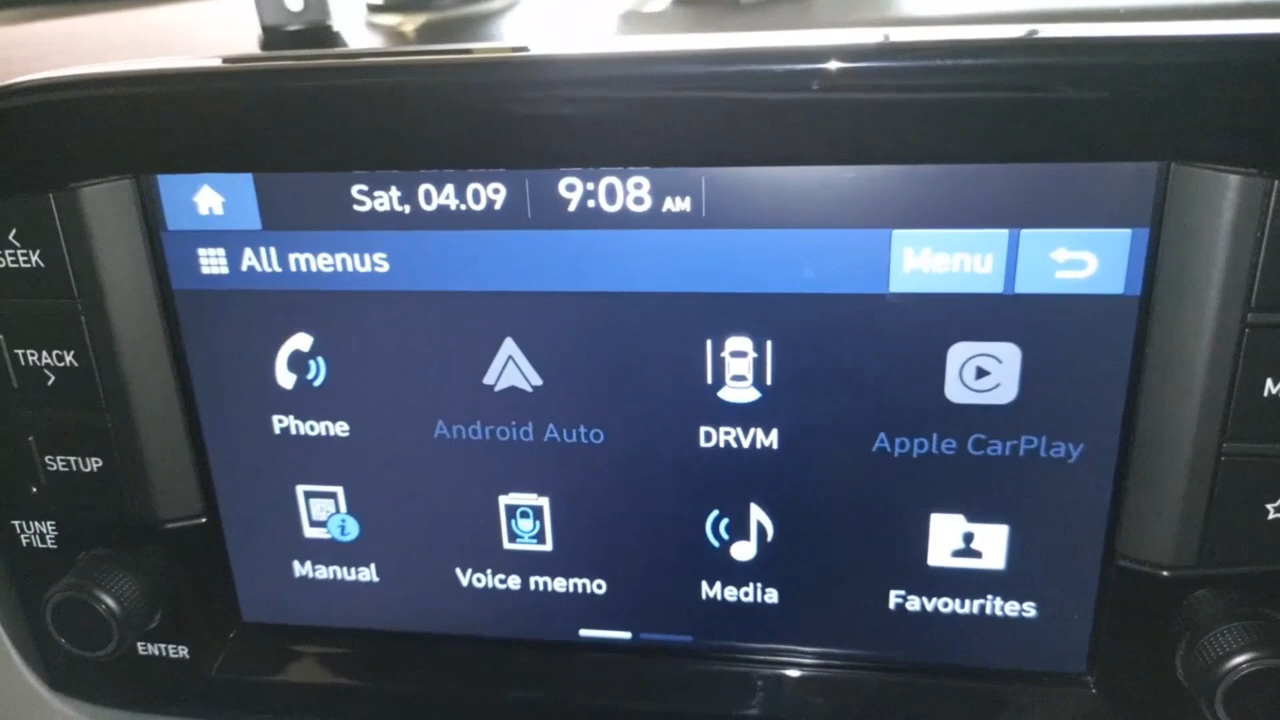 Sat, 04.09 9:08 AM
All menus Menu
Phone Android Auto DRVM Apple CarPlay
Manual Voice memo Media Favourites
SEEK
TRACK
SETUP
TUNE
FILE
ENTER